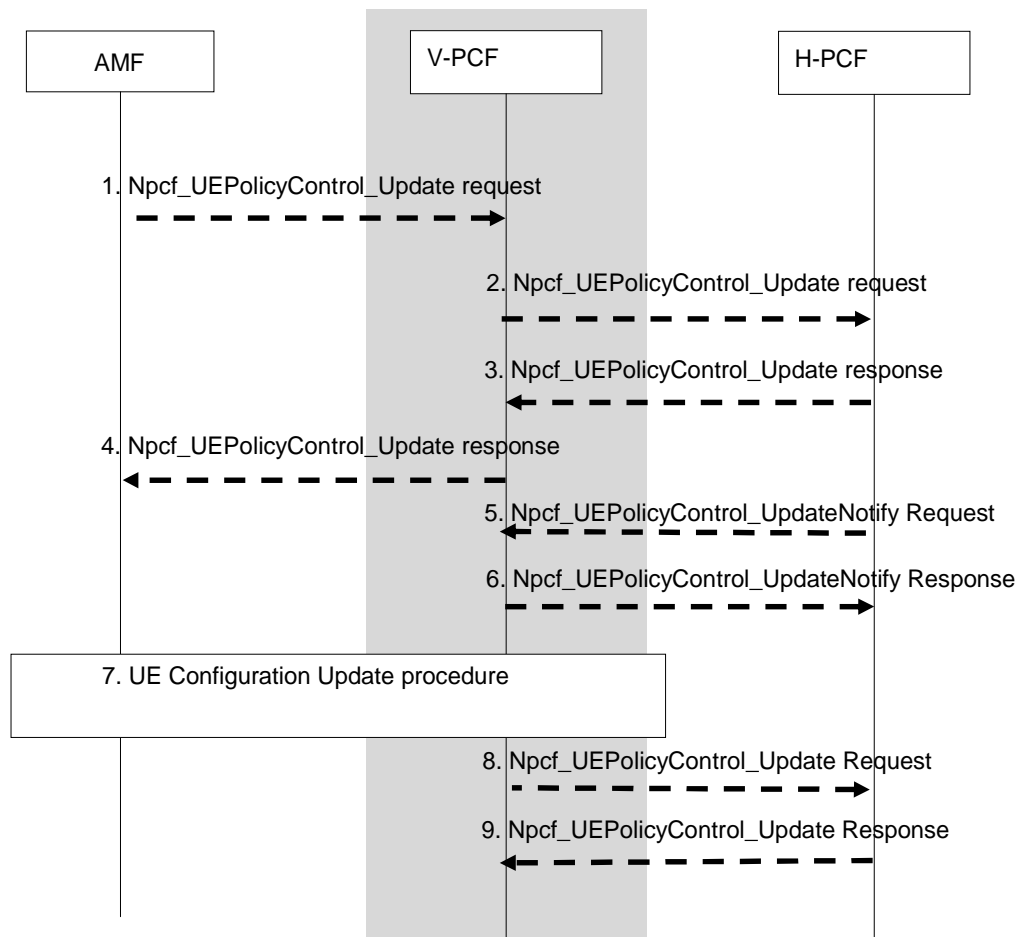 AMF
V-PCF
H-PCF
1. Npcf_UEPolicyControl_Update request
2. Npcf_UEPolicyControl_Update request
3. Npcf_UEPolicyControl_Update response
4. Npcf_UEPolicyControl_Update response
5. Npcf_UEPolicyControl_UpdateNotify Request
6. Npcf_UEPolicyControl_UpdateNotify Response
7. UE Configuration Update procedure
8. Npcf_UEPolicyControl_Update Request
9. Npcf_UEPolicyControl_Update Response